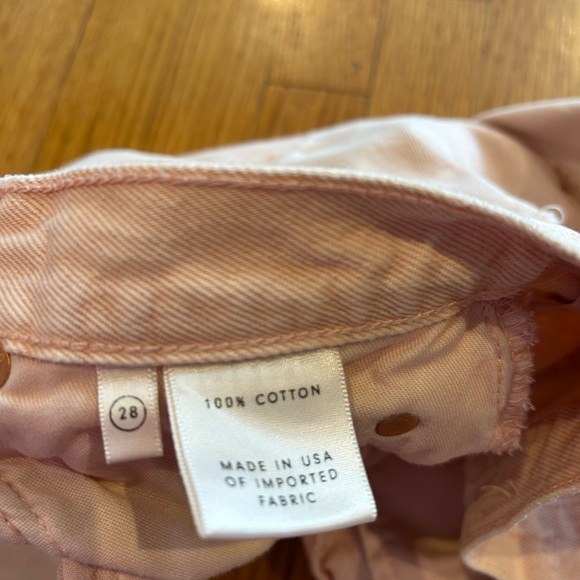 28
100% COTTON
MADE IN USA
OF IMPORTED
FABRIC